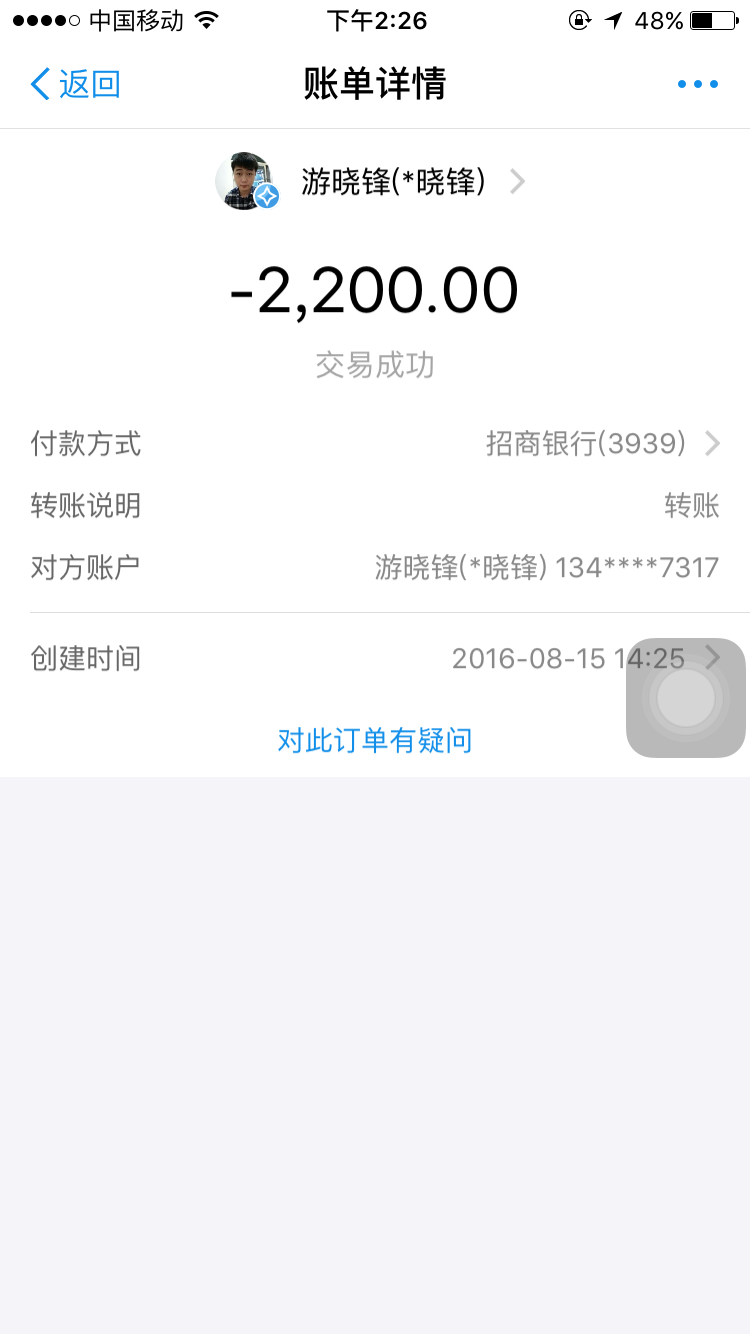 中国移动 下午2:26 48%
返回 账单详情
游晓锋(*晓锋)
-2,200.00
交易成功
付款方式 招商银行(3939)
转账说明 转账
对方账户 游晓锋(*晓锋) 134****7317
创建时间 2016-08-15 14:25
对此订单有疑问